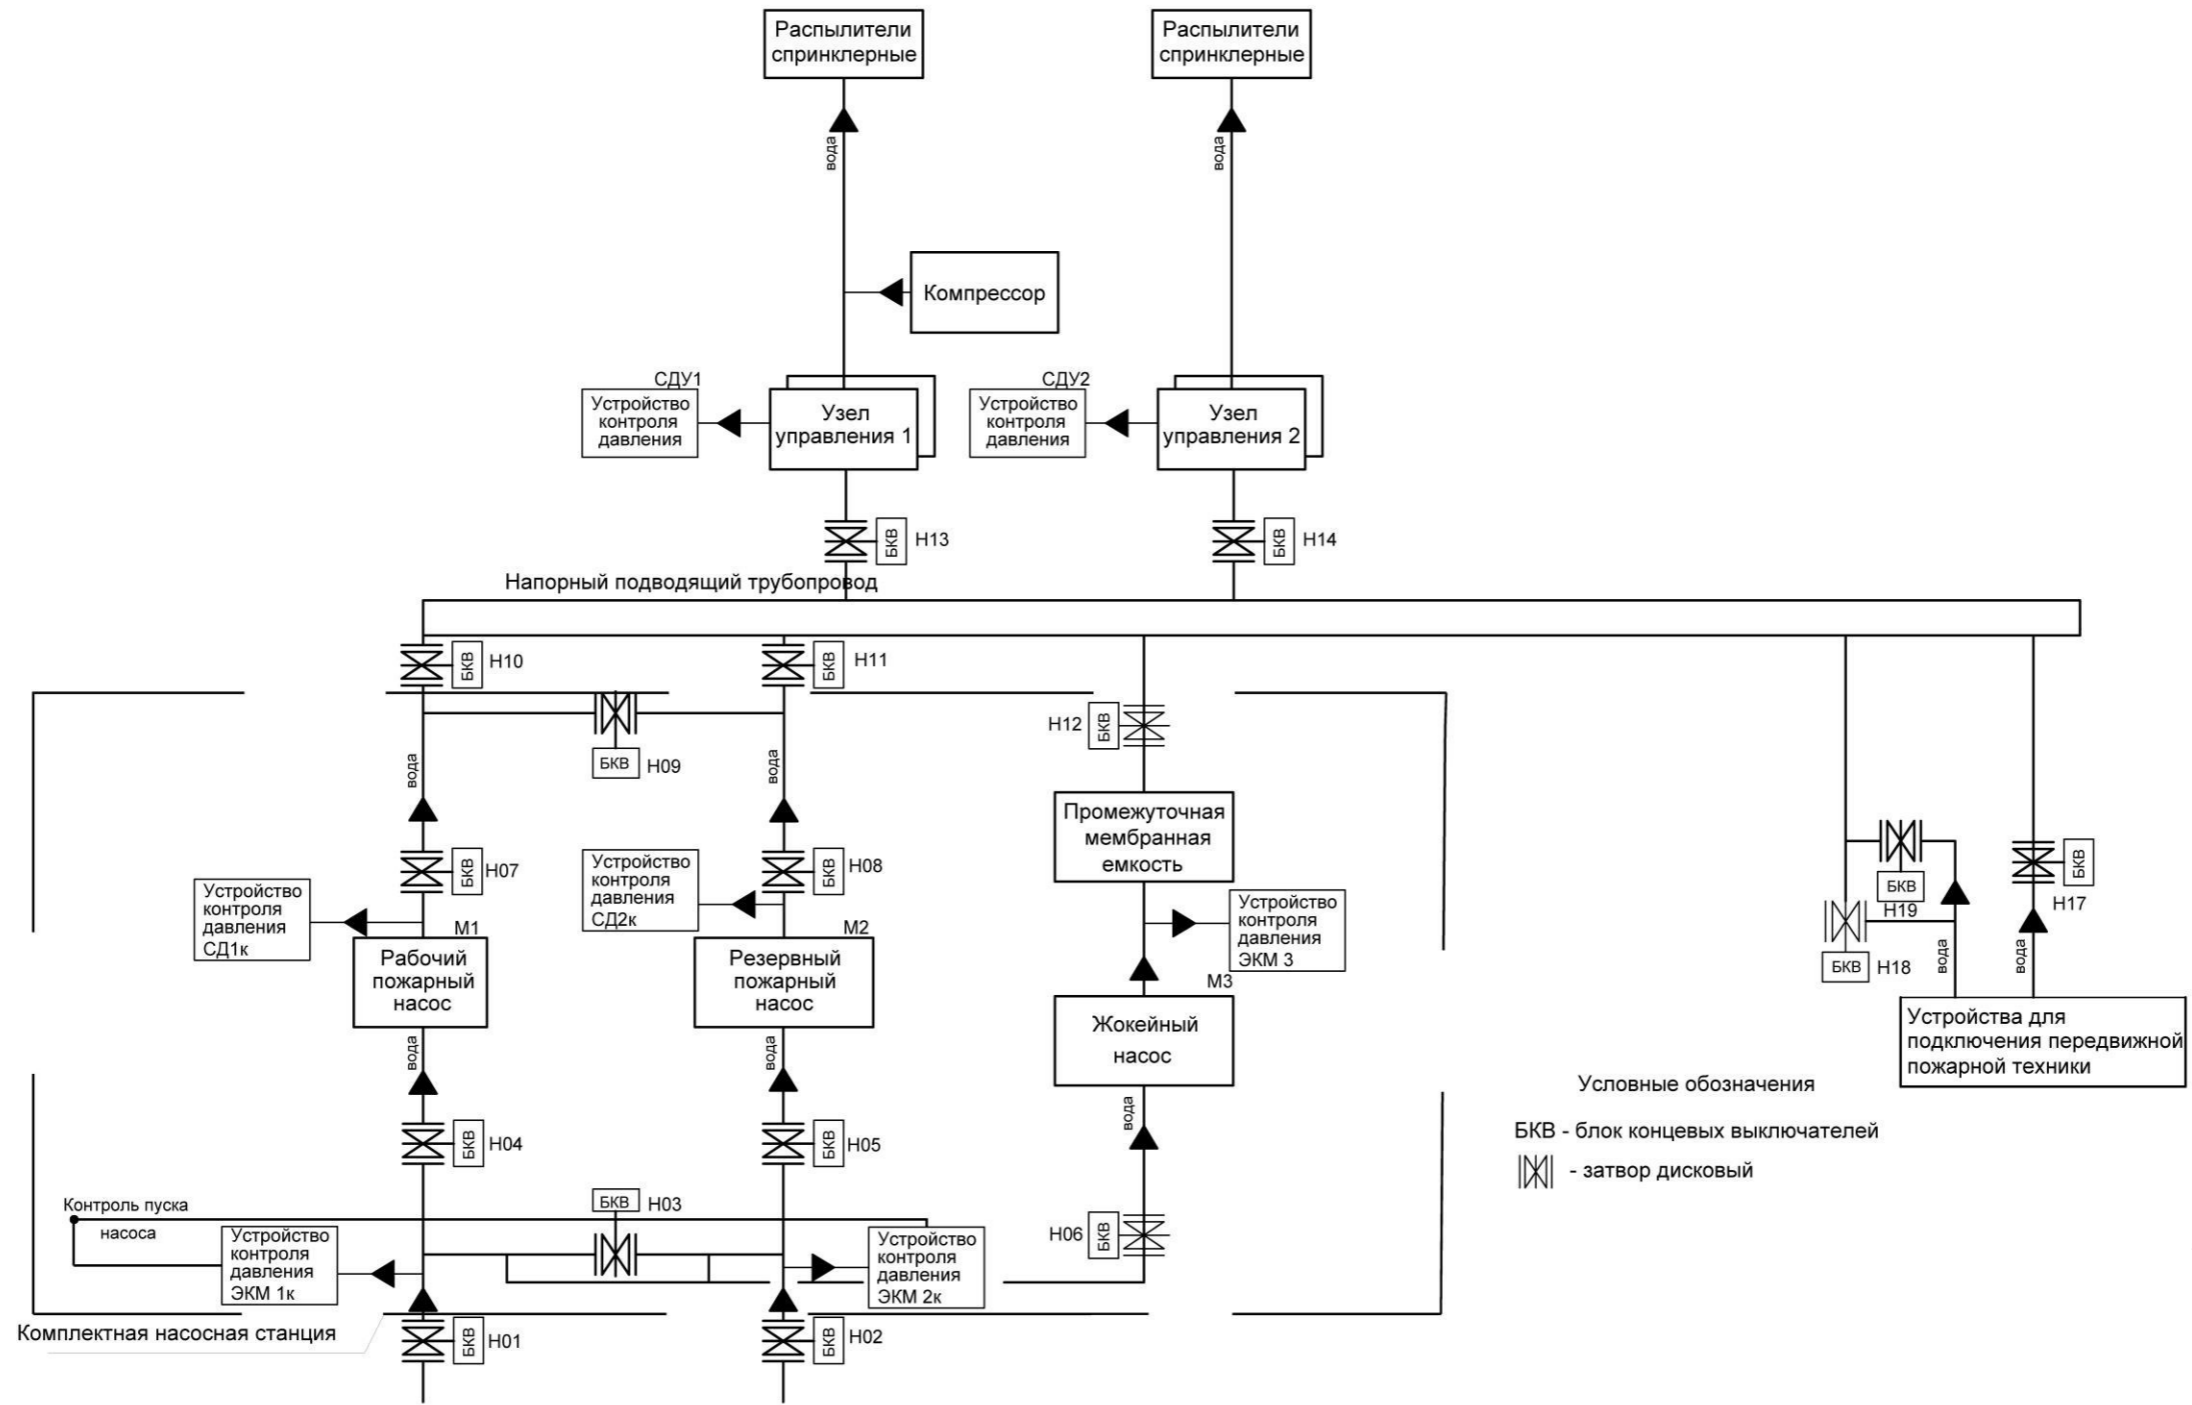 Распылители
спринклерные
Распылители
спринклерные
вода
вода
Компрессор
СДУ1
Устройство
контроля
давления
Узел
управления 1
СДУ2
Устройство
контроля
давления
Узел
управления 2
БКВ
Н13
БКВ
Н14
Напорный подводящий трубопровод
БКВ
Н10
БКВ
Н11
БКВ
Н09
Н12
БКВ
вода
вода
Промежуточная
мембранная
емкость
БКВ
Н07
Устройство
контроля
давления
СД2к
БКВ
Н08
Устройство
контроля
давления
СД1к
Устройство
контроля
давления
ЭКМ 3
БКВ
Н19
БКВ
Н17
БКВ
Н18
вода
вода
М1
Рабочий
пожарный
насос
М2
Резервный
пожарный
насос
М3
Жокейный
насос
Устройства для
подключения передвижной
пожарной техники
вода
вода
вода
Условные обозначения
БКВ - блок концевых выключателей
- затвор дисковый
БКВ
Н04
БКВ
Н05
Контроль пуска
насоса
БКВ
Н03
Н06
БКВ
Устройство
контроля
давления
ЭКМ 1к
Устройство
контроля
давления
ЭКМ 2к
Комплектная насосная станция
БКВ
Н01
БКВ
Н02